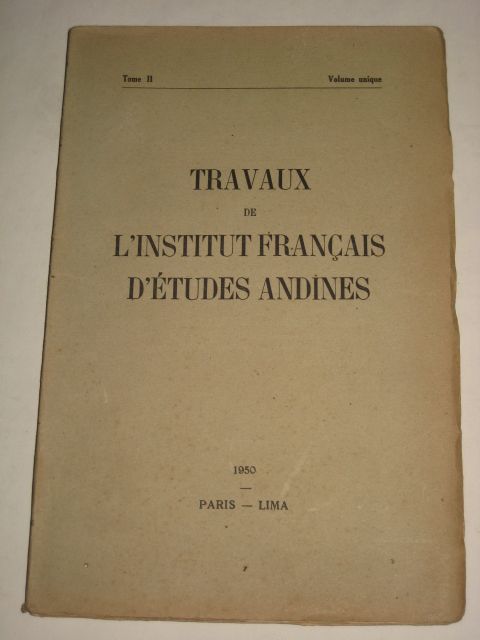 Tome II Volume unique
TRAVAUX
DE
L'INSTITUT FRANÇAIS
D'ÉTUDES ANDINES
1950
—
PARIS — LIMA